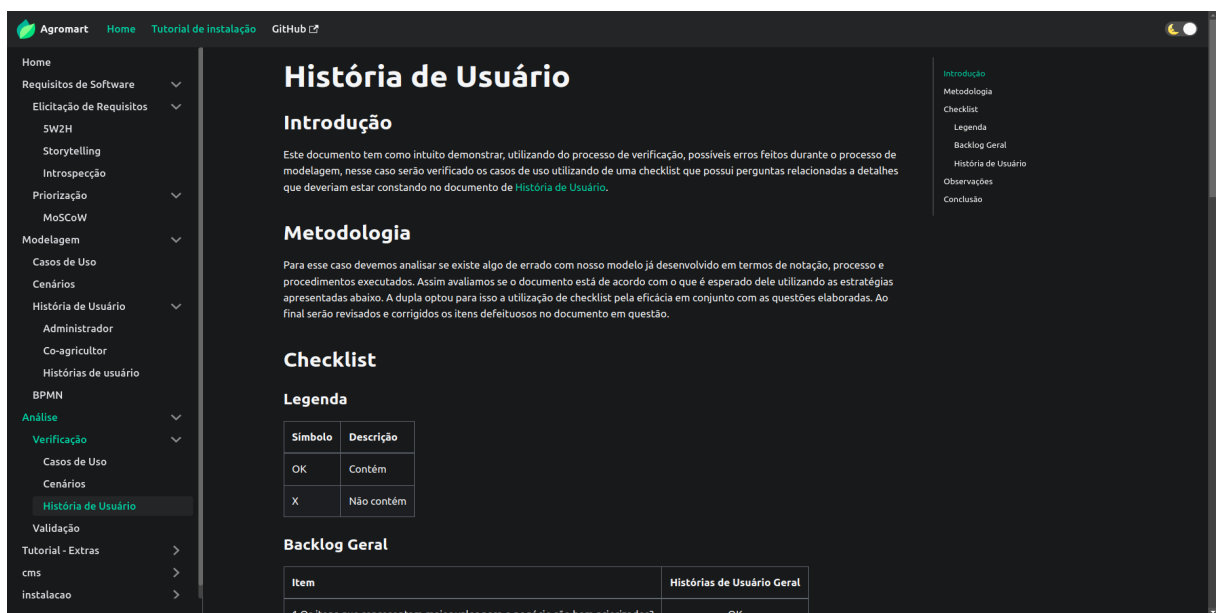 Agromart Home Tutorial de instalação GitHub
Home
Requisitos de Software
Elicitação de Requisitos
5W2H
Storytelling
Introspecção
Priorização
MoSCoW
Modelagem
Casos de Uso
Cenários
História de Usuário
Administrador
Co-agricultor
Histórias de usuário
BPMN
Análise
Verificação
Casos de Uso
Cenários
História de Usuário
Validação
Tutorial - Extras
cms
instalacao
História de Usuário
Introdução
Este documento tem como intuito demonstrar, utilizando do processo de verificação, possíveis erros feitos durante o processo de
modelagem, nesse caso serão verificado os casos de uso utilizando de uma checklist que possui perguntas relacionadas a detalhes
que deveriam estar constando no documento de História de Usuário.
Metodologia
Para esse caso devemos analisar se existe algo de errado com nosso modelo já desenvolvido em termos de notação, processo e
procedimentos executados. Assim avaliamos se o documento está de acordo com o que é esperado dele utilizando as estratégias
apresentadas abaixo. A dupla optou para isso a utilização de checklist pela eficácia em conjunto com as questões elaboradas. Ao
final serão revisados e corrigidos os itens defeituosos no documento em questão.
Checklist
Legenda
Símbolo Descrição
OK Contém
X Não contém
Backlog Geral
Item Histórias de Usuário Geral
Introdução
Metodologia
Checklist
Legenda
Backlog Geral
História de Usuário
Observações
Conclusão